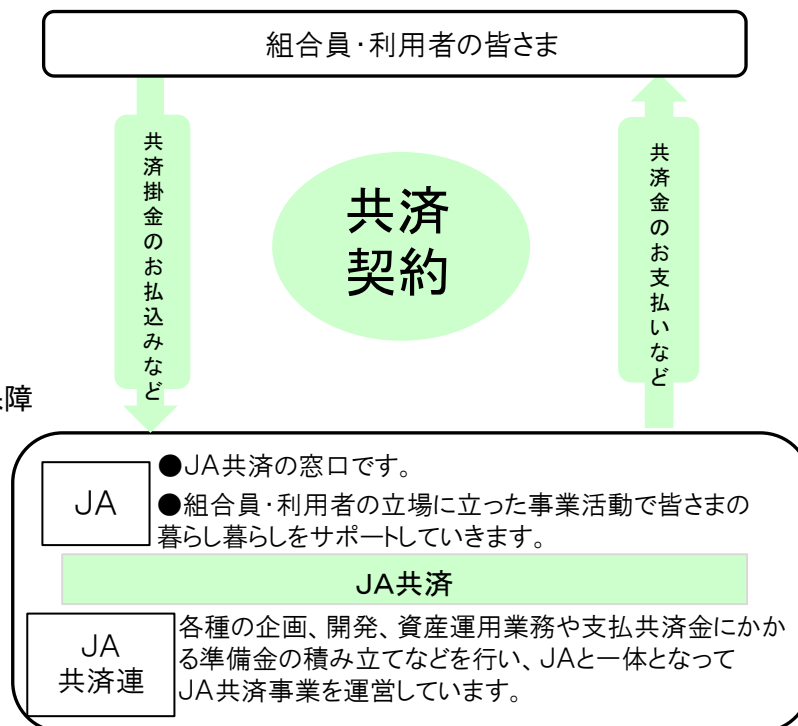 組合員・利用者の皆さま
共済掛金のお払込みなど
共済
契約
共済金のお支払いなど
障
JA
●JA共済の窓口です。
●組合員・利用者の立場に立った事業活動で皆さまの
暮らし暮らしをサポートしていきます。
JA共済
JA
共済連
各種の企画、開発、資産運用業務や支払共済金にかか
る準備金の積み立てなどを行い、JAと一体となって
JA共済事業を運営しています。